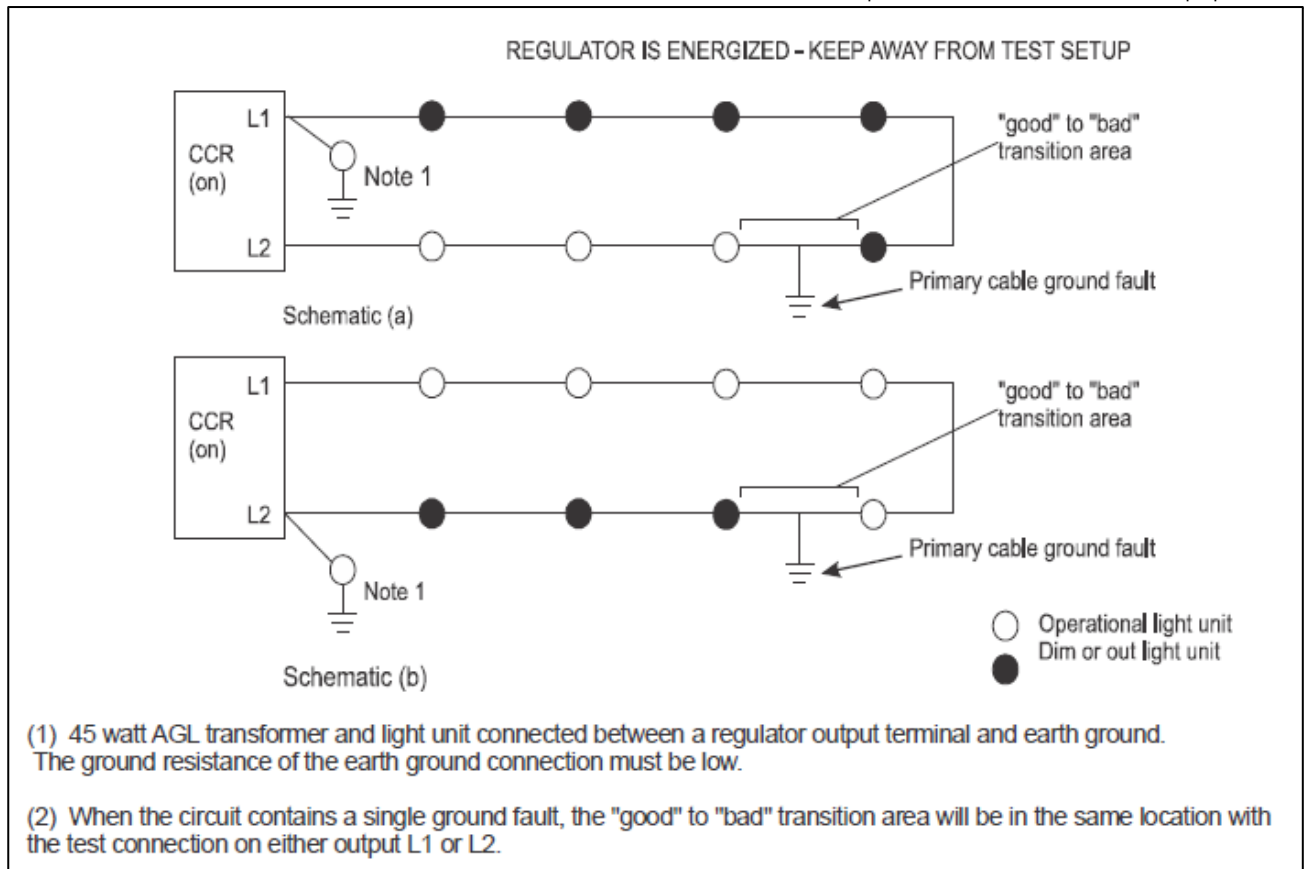 REGULATOR IS ENERGIZED – KEEP AWAY FROM TEST SETUP
L1
CCR
(on)
Note 1
L2
"good" to "bad"
transition area
Primary cable ground fault
Schematic (a)
L1
CCR
(on)
L2
Note 1
"good" to "bad"
transition area
Primary cable ground fault
Operational light unit
Dim or out light unit
Schematic (b)
(1) 45 watt AGL transformer and light unit connected between a regulator output terminal and earth ground.
The ground resistance of the earth ground connection must be low.
(2) When the circuit contains a single ground fault, the "good" to "bad" transition area will be in the same location with
the test connection on either output L1 or L2.